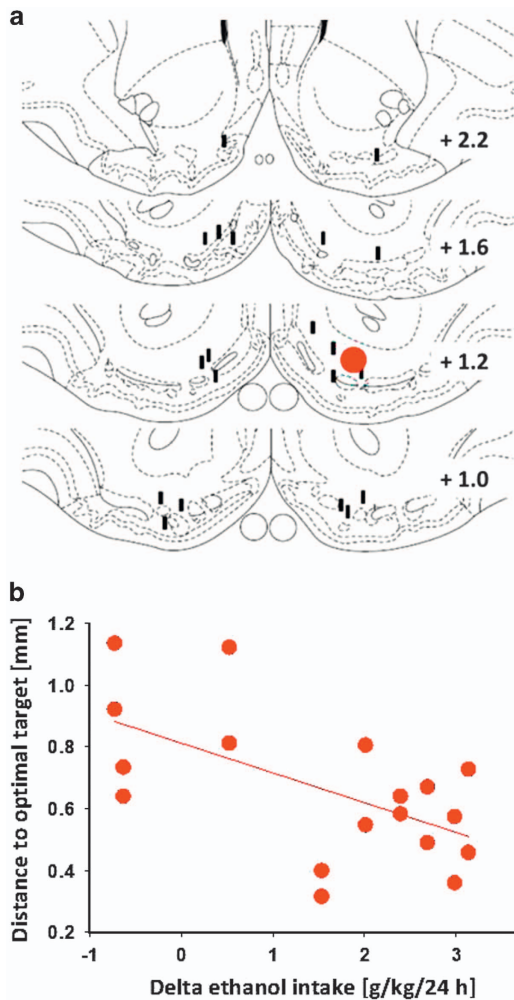 a
+ 2.2
+ 1.6
+ 1.2
+ 1.0
b
Distance to optimal target [mm]
1.2
1.0
0.8
0.6
0.4
0.2
-1 0 1 2 3
Delta ethanol intake [g/kg/24 h]